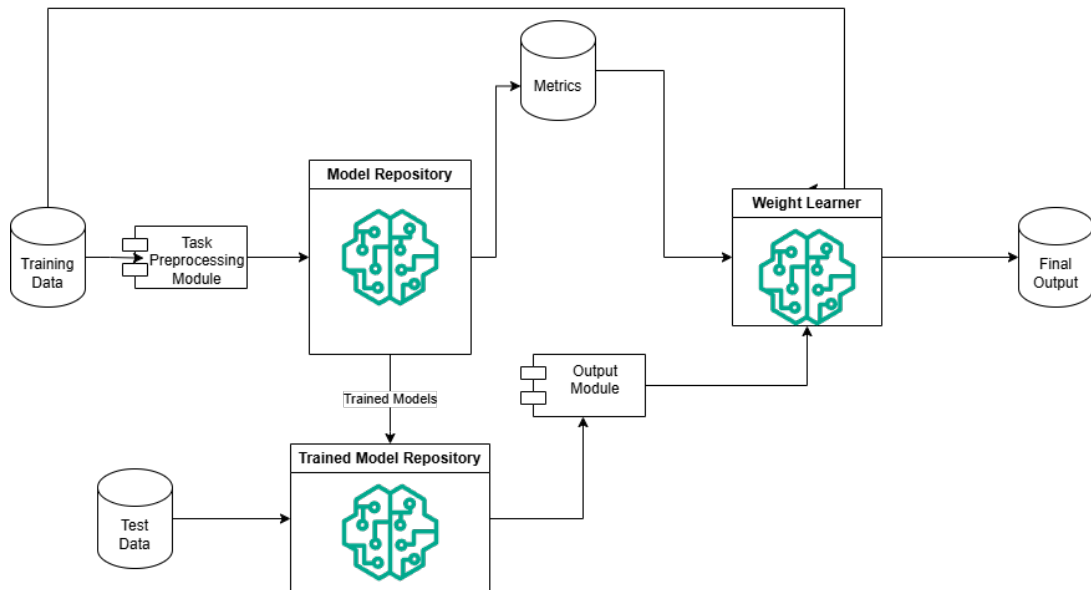 Metrics
Model Repository
Weight Learner
Training
Data
Task
Preprocessing
Module
Final
Output
Output
Module
Trained Models
Trained Model Repository
Test
Data